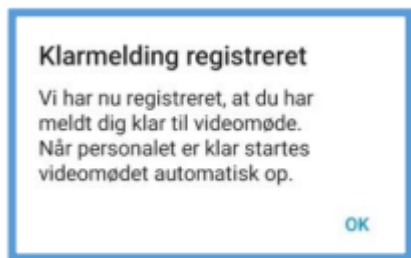 Klarmelding registreret
Vi har nu registreret, at du har
meldt dig klar til videomøde.
Når personalet er klar startes
videomødet automatisk op.
OK